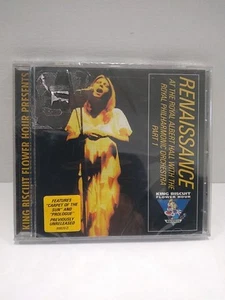 KING BISCUIT FLOWER HOUR PRESENTS
RENAISSANCE
AT THE ROYAL ALBERT HALL WITH THE
ROYAL PHILHARMONIC ORCHESTRA
PART 1
KING BISCUIT
FLOWER HOUR
FEATURES
"CARPET OF THE
SUN" AND
"PROLOGUE"
PREVIOUSLY
UNRELEASED